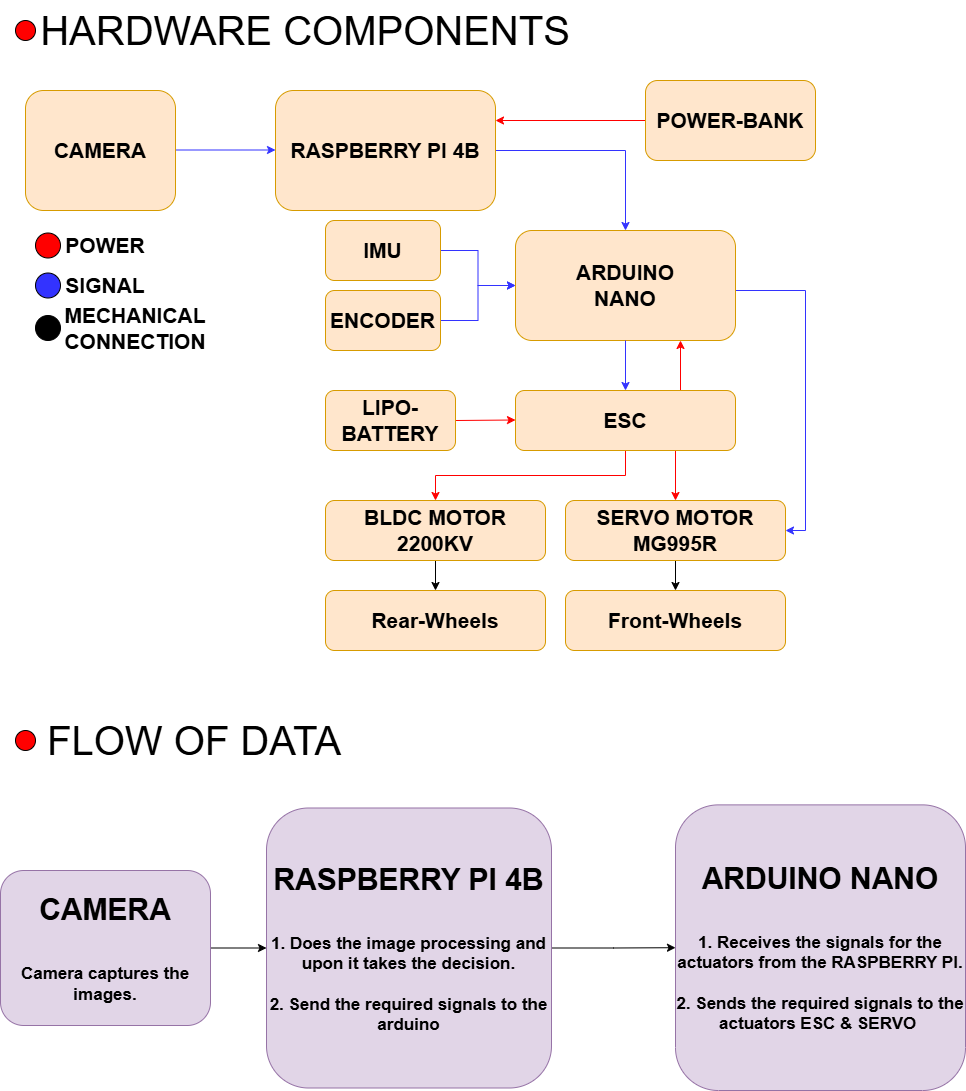 HARDWARE COMPONENTS
CAMERA
RASPBERRY PI 4B
POWER-BANK
POWER
SIGNAL
MECHANICAL
CONNECTION
IMU
ENCODER
ARDUINO
NANO
LIPO-
BATTERY
ESC
BLDC MOTOR
2200KV
SERVO MOTOR
MG995R
Rear-Wheels
Front-Wheels
FLOW OF DATA
CAMERA
Camera captures the
images.
RASPBERRY PI 4B
1. Does the image processing and
upon it takes the decision.
2. Send the required signals to the
arduino
ARDUINO NANO
1. Receives the signals for the
actuators from the RASPBERRY PI.
2. Sends the required signals to the
actuators ESC & SERVO